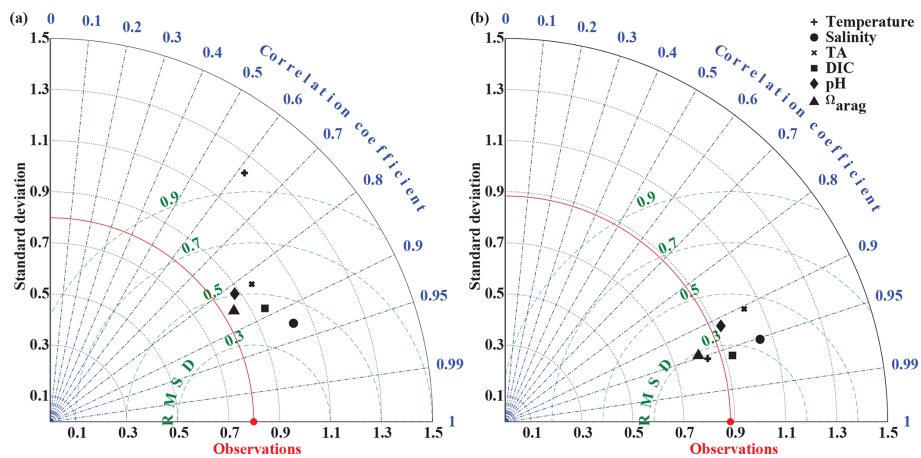 (a)
0
0.1
0.2
0.3
0.4
0.5
0.6
0.7
0.8
0.9
0.95
0.99
1
Correlation coefficient
Standard deviation
1.5
1.3
1.1
0.9
0.7
0.5
0.3
0.1
0.9
0.7
0.5
0.3
RMSD
0.1 0.3 0.5 0.7 0.9 1.1 1.3 1.5
Observations
(b)
0
0.1
0.2
0.3
0.4
0.5
0.6
0.7
0.8
0.9
0.95
0.99
1
Correlation coefficient
Standard deviation
1.5
1.3
1.1
0.9
0.7
0.5
0.3
0.1
0.9
0.7
0.5
0.3
RMSD
0.1 0.3 0.5 0.7 0.9 1.1 1.3 1.5
Observations
Temperature
Salinity
TA
DIC
pH
Ωarag